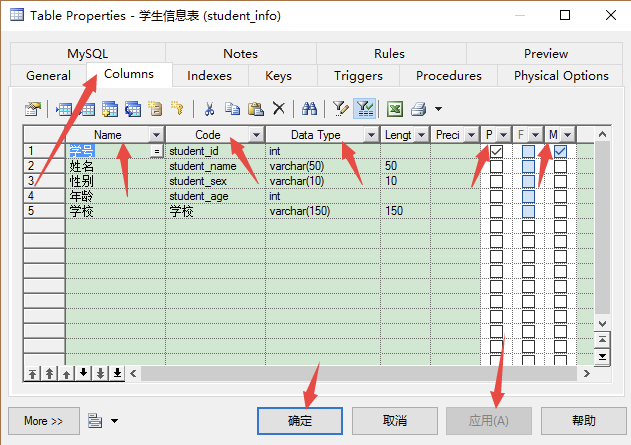 Table Properties - 学生信息表 (student_info)
MySQL Notes Rules Preview
General Columns Indexes Keys Triggers Procedures Physical Options
Name Code Data Type Lengt Preci P F M
1 学号 = student_id int
2 姓名 student_name varchar(50) 50
3 性别 student_sex varchar(10) 10
4 年龄 student_age int
5 学校 学校 varchar(150) 150
More >> 确定 取消 应用(A) 帮助